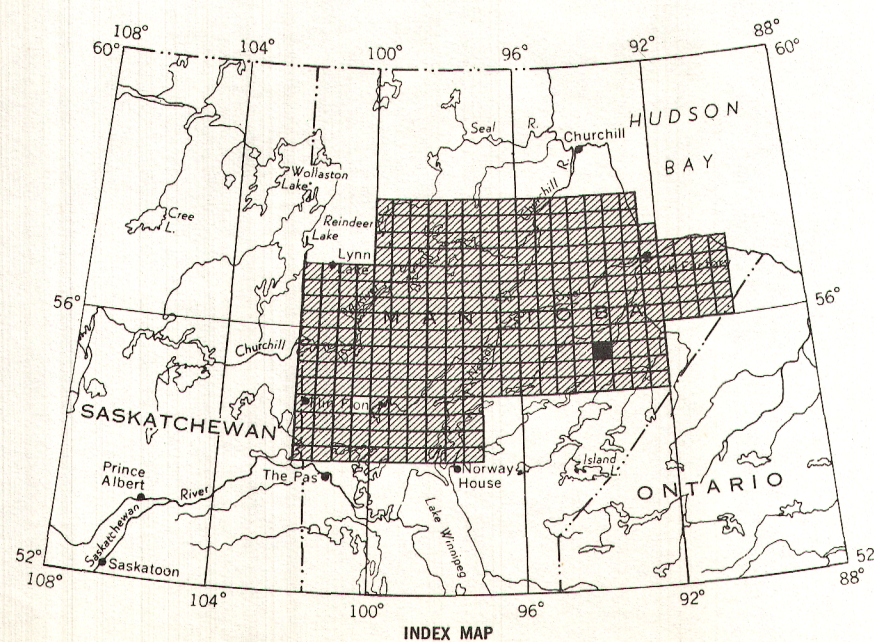 108°
104°
100°
96°
92°
88°
60°
60°
HUDSON
BAY
Seal R.
Churchill
R.
Wollaston
Lake
Cree
L.
Reindeer
Lake
Lynn
Lake
56°
56°
MANITOBA
Churchill
Flin Flon
SASKATCHEWAN
Prince
Albert
River
The Pas
Norway
House
Island
L.
ONTARIO
Saskatchewan
Lake Winnipeg
Saskatoon
52°
52
108°
88°
104°
100°
96°
92°
INDEX MAP